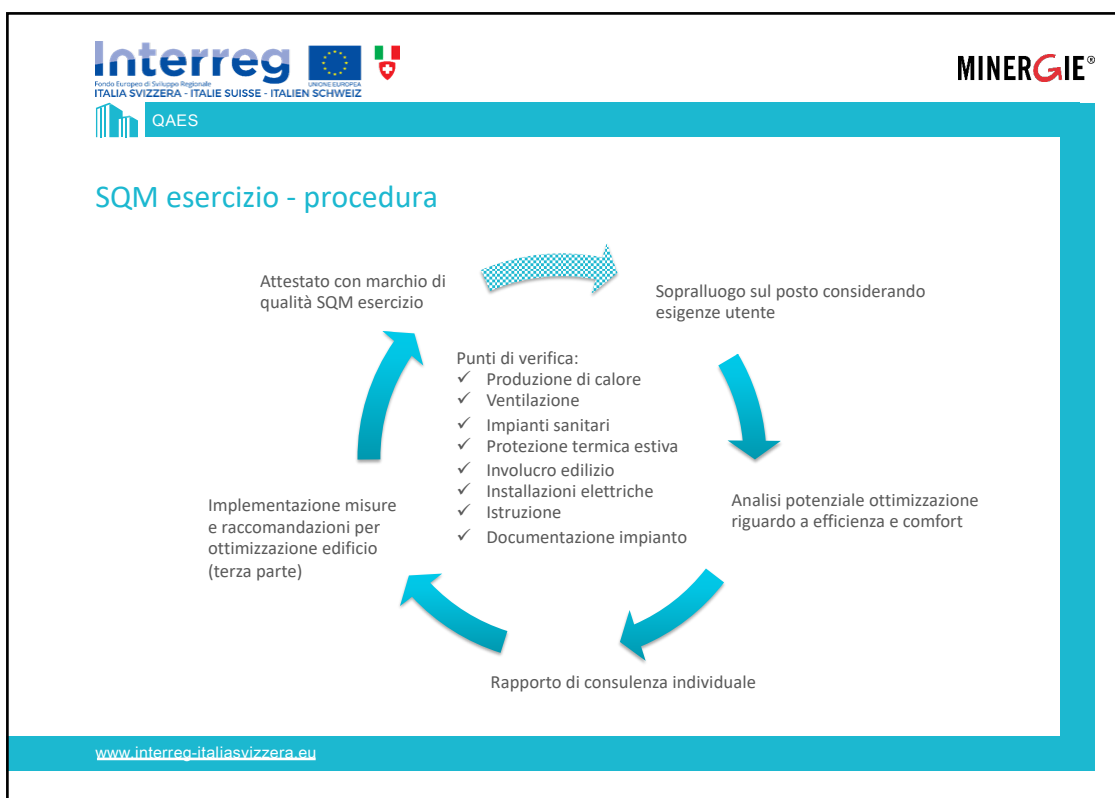 Interreg
Fondo Europeo di Sviluppo Regionale
UNIONE EUROPEA
ITALIA SVIZZERA - ITALIE SUISSE - ITALIEN SCHWEIZ
MINERGIE®
QAES
SQM esercizio - procedura
Attestato con marchio di
qualità SQM esercizio
Sopralluogo sul posto considerando
esigenze utente
Punti di verifica:
✓ Produzione di calore
✓ Ventilazione
✓ Impianti sanitari
✓ Protezione termica estiva
✓ Involucro edilizio
✓ Installazioni elettriche
✓ Istruzione
✓ Documentazione impianto
Analisi potenziale ottimizzazione
riguardo a efficienza e comfort
Implementazione misure
e raccomandazioni per
ottimizzazione edificio
(terza parte)
Rapporto di consulenza individuale
www.interreg-italiasvizzera.eu